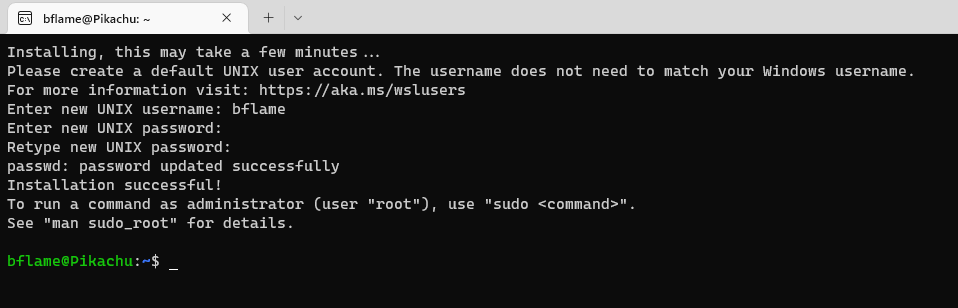 bflame@Pikachu: ~
Installing, this may take a few minutes...
Please create a default UNIX user account. The username does not need to match your Windows username.
For more information visit: https://aka.ms/wslusers
Enter new UNIX username: bflame
Enter new UNIX password:
Retype new UNIX password:
passwd: password updated successfully
Installation successful!
To run a command as administrator (user "root"), use "sudo <command>".
See "man sudo_root" for details.
bflame@Pikachu:~$ _